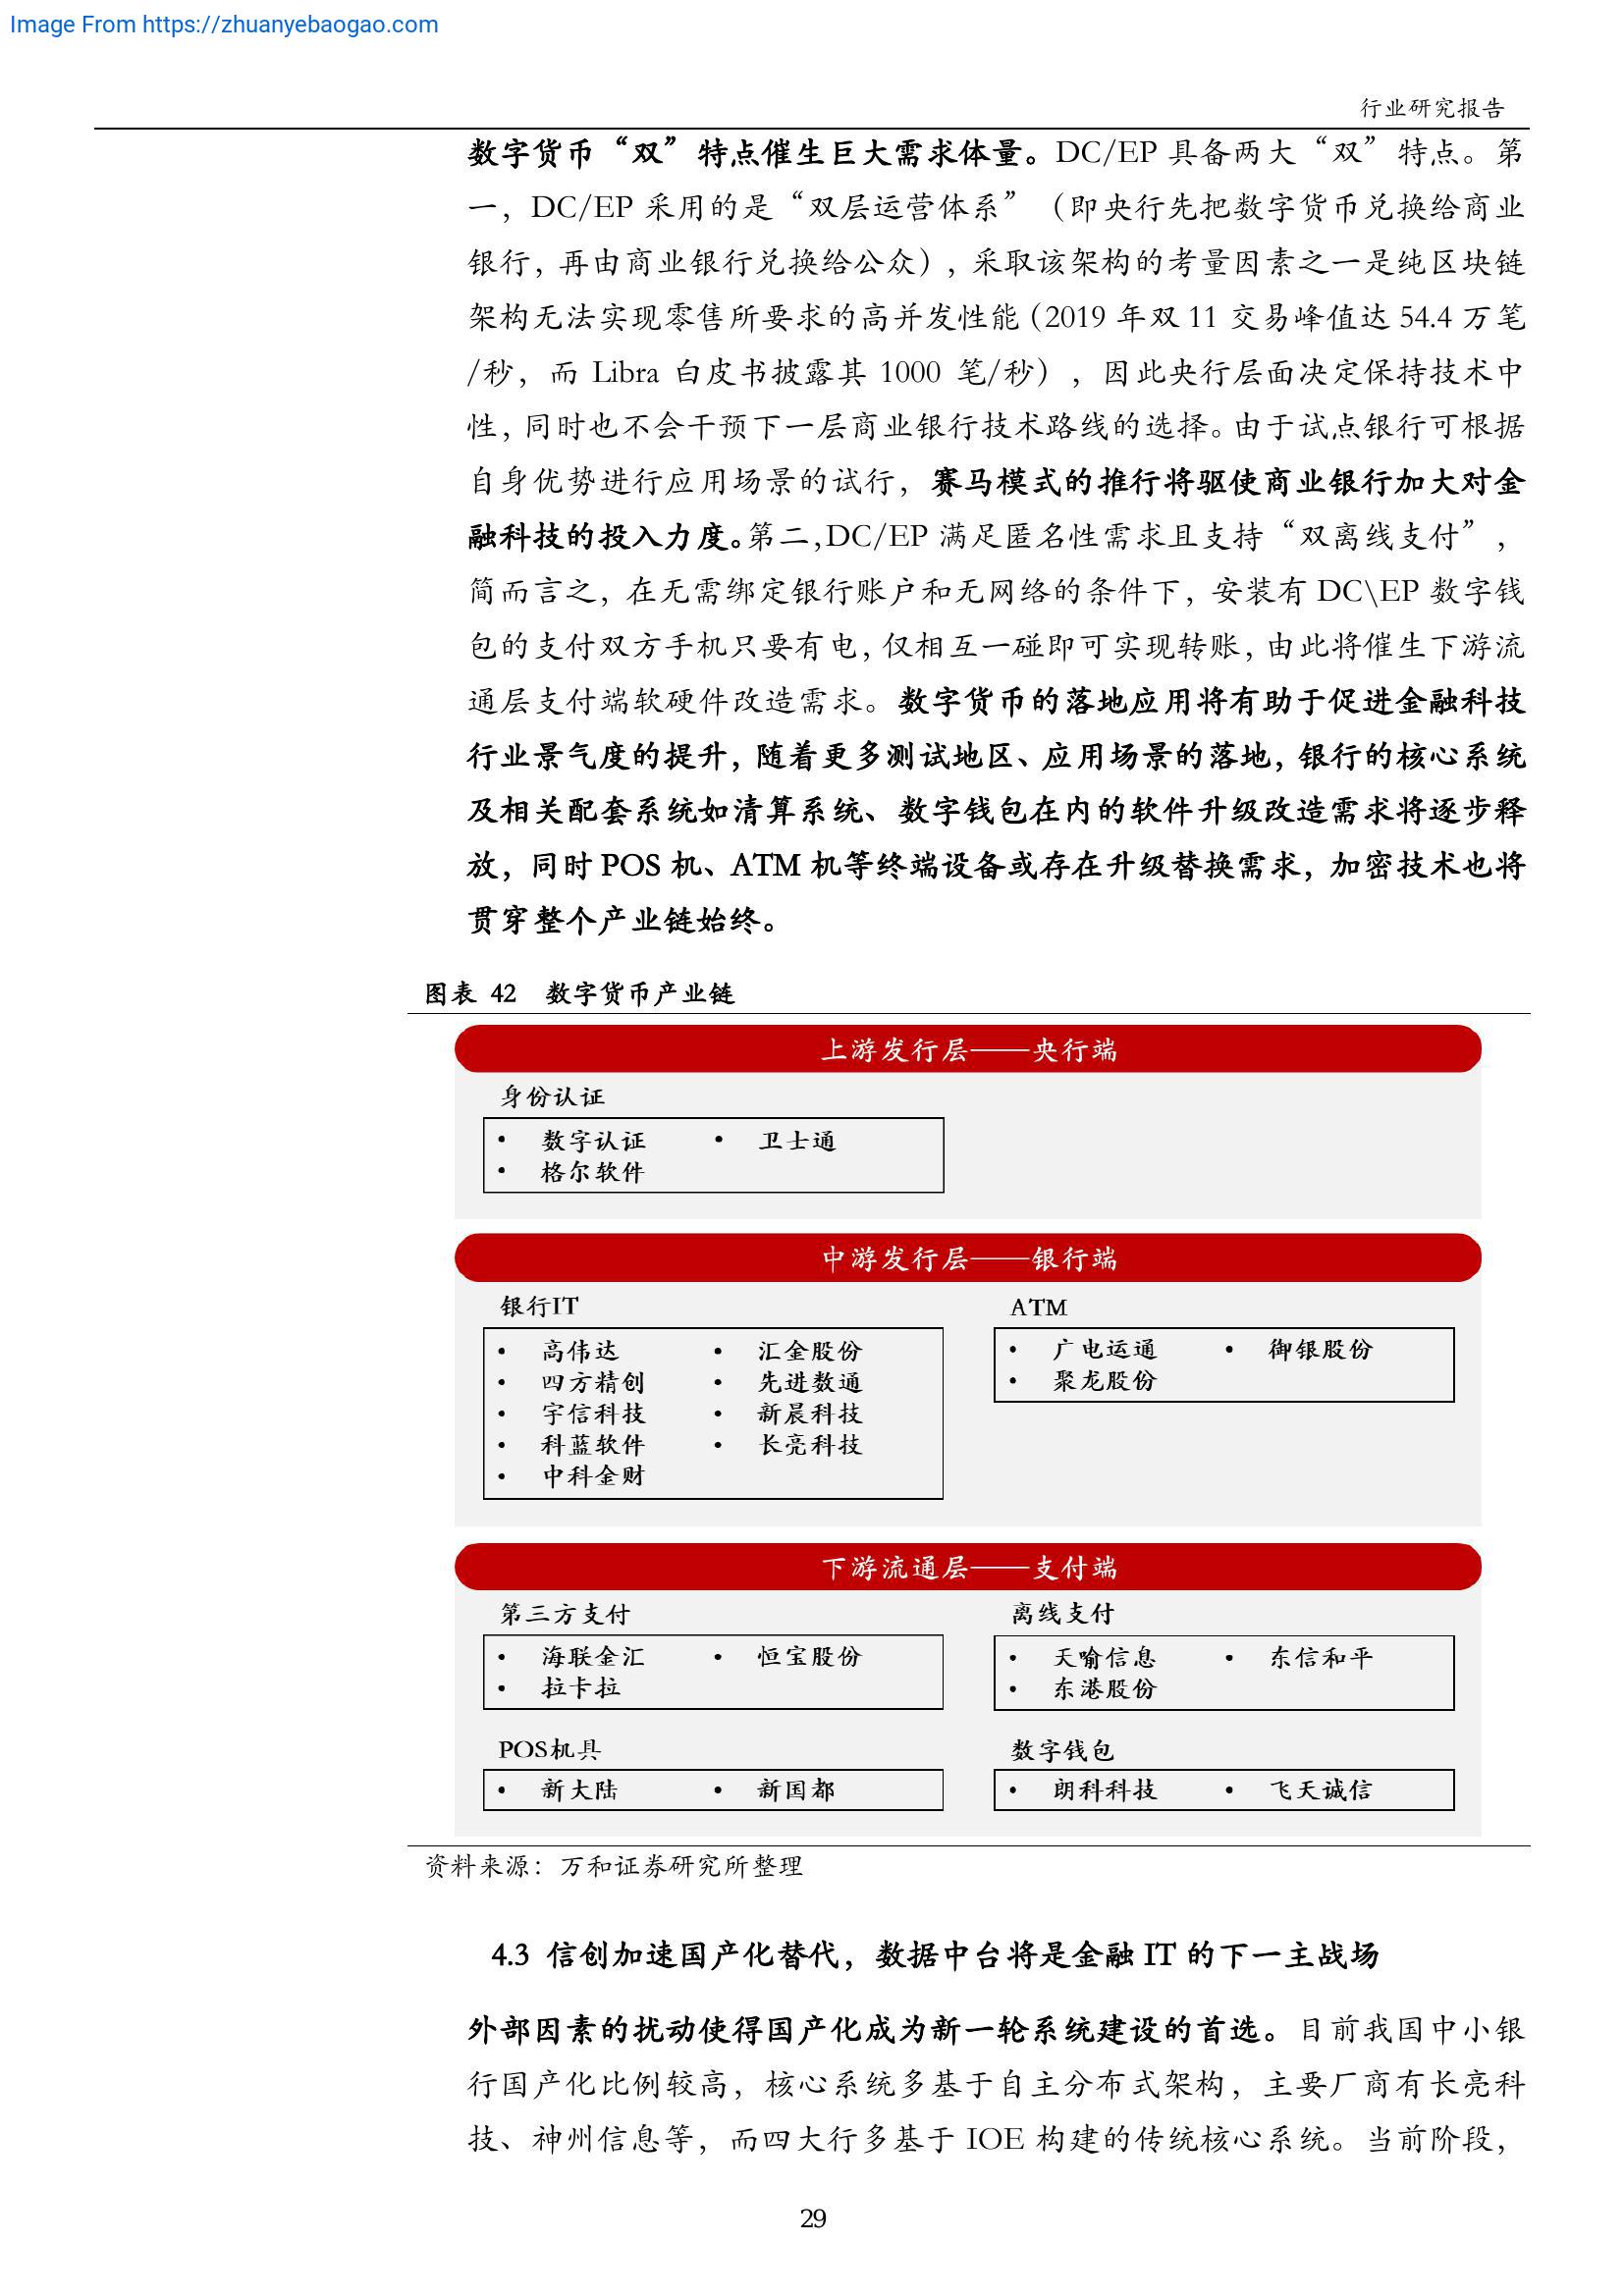 Image From https://zhuanyebaogao.com
行业研究报告
数字货币“双”特点催生巨大需求体量。DC/EP 具备两大“双”特点。第
一，DC/EP 采用的是“双层运营体系”（即央行先把数字货币兑换给商业
银行，再由商业银行兑换给公众），采取该架构的考量因素之一是纯区块链
架构无法实现零售所要求的高并发性能（2019 年双 11 交易峰值达 54.4 万笔
/秒，而 Libra 白皮书披露其 1000 笔/秒），因此央行层面决定保持技术中
性，同时也不会干预下一层商业银行技术路线的选择。由于试点银行可根据
自身优势进行应用场景的试行，赛马模式的推行将驱使商业银行加大对金
融科技的投入力度。第二，DC/EP 满足匿名性需求且支持“双离线支付”，
简而言之，在无需绑定银行账户和无网络的条件下，安装有 DC\EP 数字钱
包的支付双方手机只要有电，仅相互一碰即可实现转账，由此将催生下游流
通层支付端软硬件改造需求。数字货币的落地应用将有助于促进金融科技
行业景气度的提升，随着更多测试地区、应用场景的落地，银行的核心系统
及相关配套系统如清算系统、数字钱包在内的软件升级改造需求将逐步释
放，同时 POS 机、ATM 机等终端设备或存在升级替换需求，加密技术也将
贯穿整个产业链始终。
图表 42 数字货币产业链
上游发行层——央行端
身份认证
• 数字认证 • 卫士通
• 格尔软件
中游发行层——银行端
银行IT
• 高伟达 • 汇金股份
• 四方精创 • 先进数通
• 宇信科技 • 新晨科技
• 科蓝软件 • 长亮科技
• 中科金财
ATM
• 广电运通 • 御银股份
• 聚龙股份
下游流通层——支付端
第三方支付
• 海联金汇 • 恒宝股份
• 拉卡拉
离线支付
• 天喻信息 • 东信和平
• 东港股份
POS机具
• 新大陆 • 新国都
数字钱包
• 朗科科技 • 飞天诚信
资料来源：万和证券研究所整理
4.3 信创加速国产化替代，数据中台将是金融 IT 的下一主战场
外部因素的扰动使得国产化成为新一轮系统建设的首选。目前我国中小银
行国产化比例较高，核心系统多基于自主分布式架构，主要厂商有长亮科
技、神州信息等，而四大行多基于 IOE 构建的传统核心系统。当前阶段，
29